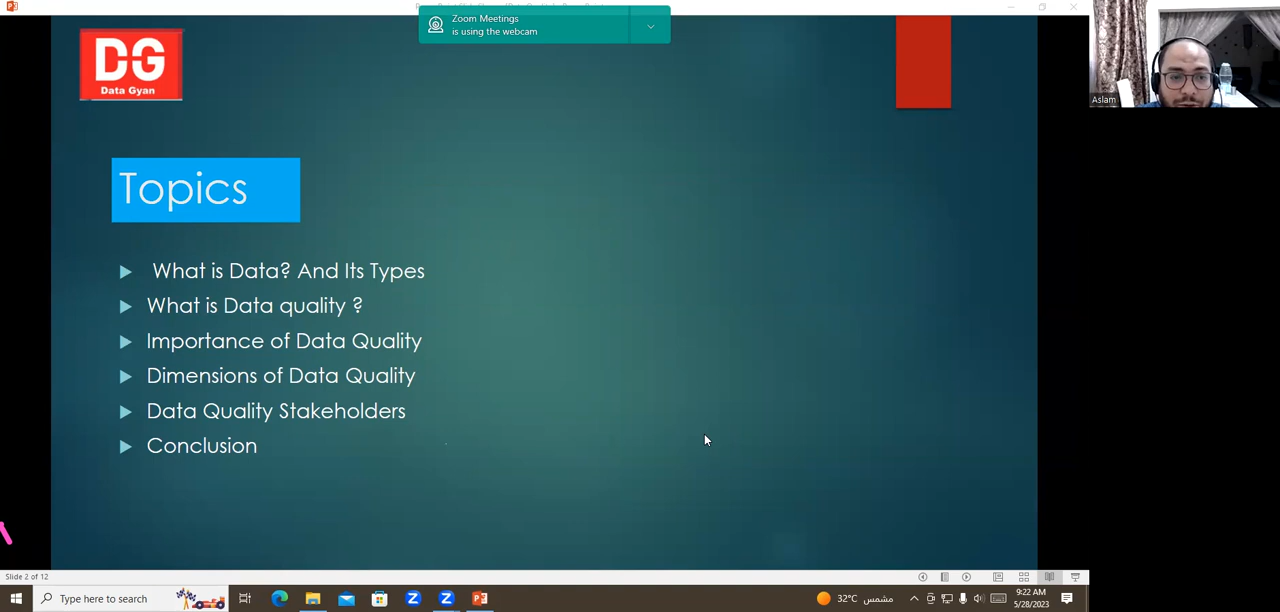 Zoom Meetings
is using the webcam
DG
Data Gyan
Aslam
Topics
What is Data? And Its Types
What is Data quality ?
Importance of Data Quality
Dimensions of Data Quality
Data Quality Stakeholders
Conclusion
Slide 2 of 12
Type here to search
32°C مشمس
9:22 AM
5/28/2023